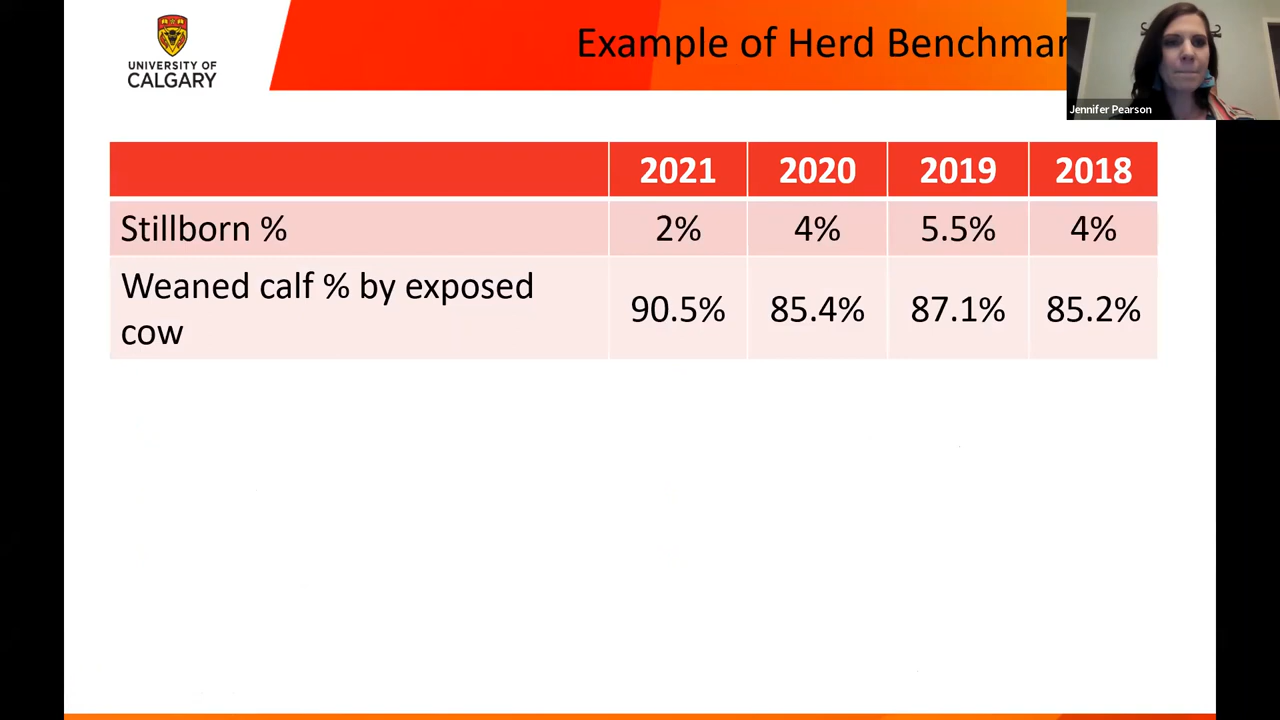 UNIVERSITY OF
CALGARY
Example of Herd Benchmar
Jennifer Pearson
2021 2020 2019 2018
Stillborn % 2% 4% 5.5% 4%
Weaned calf % by exposed
cow 90.5% 85.4% 87.1% 85.2%